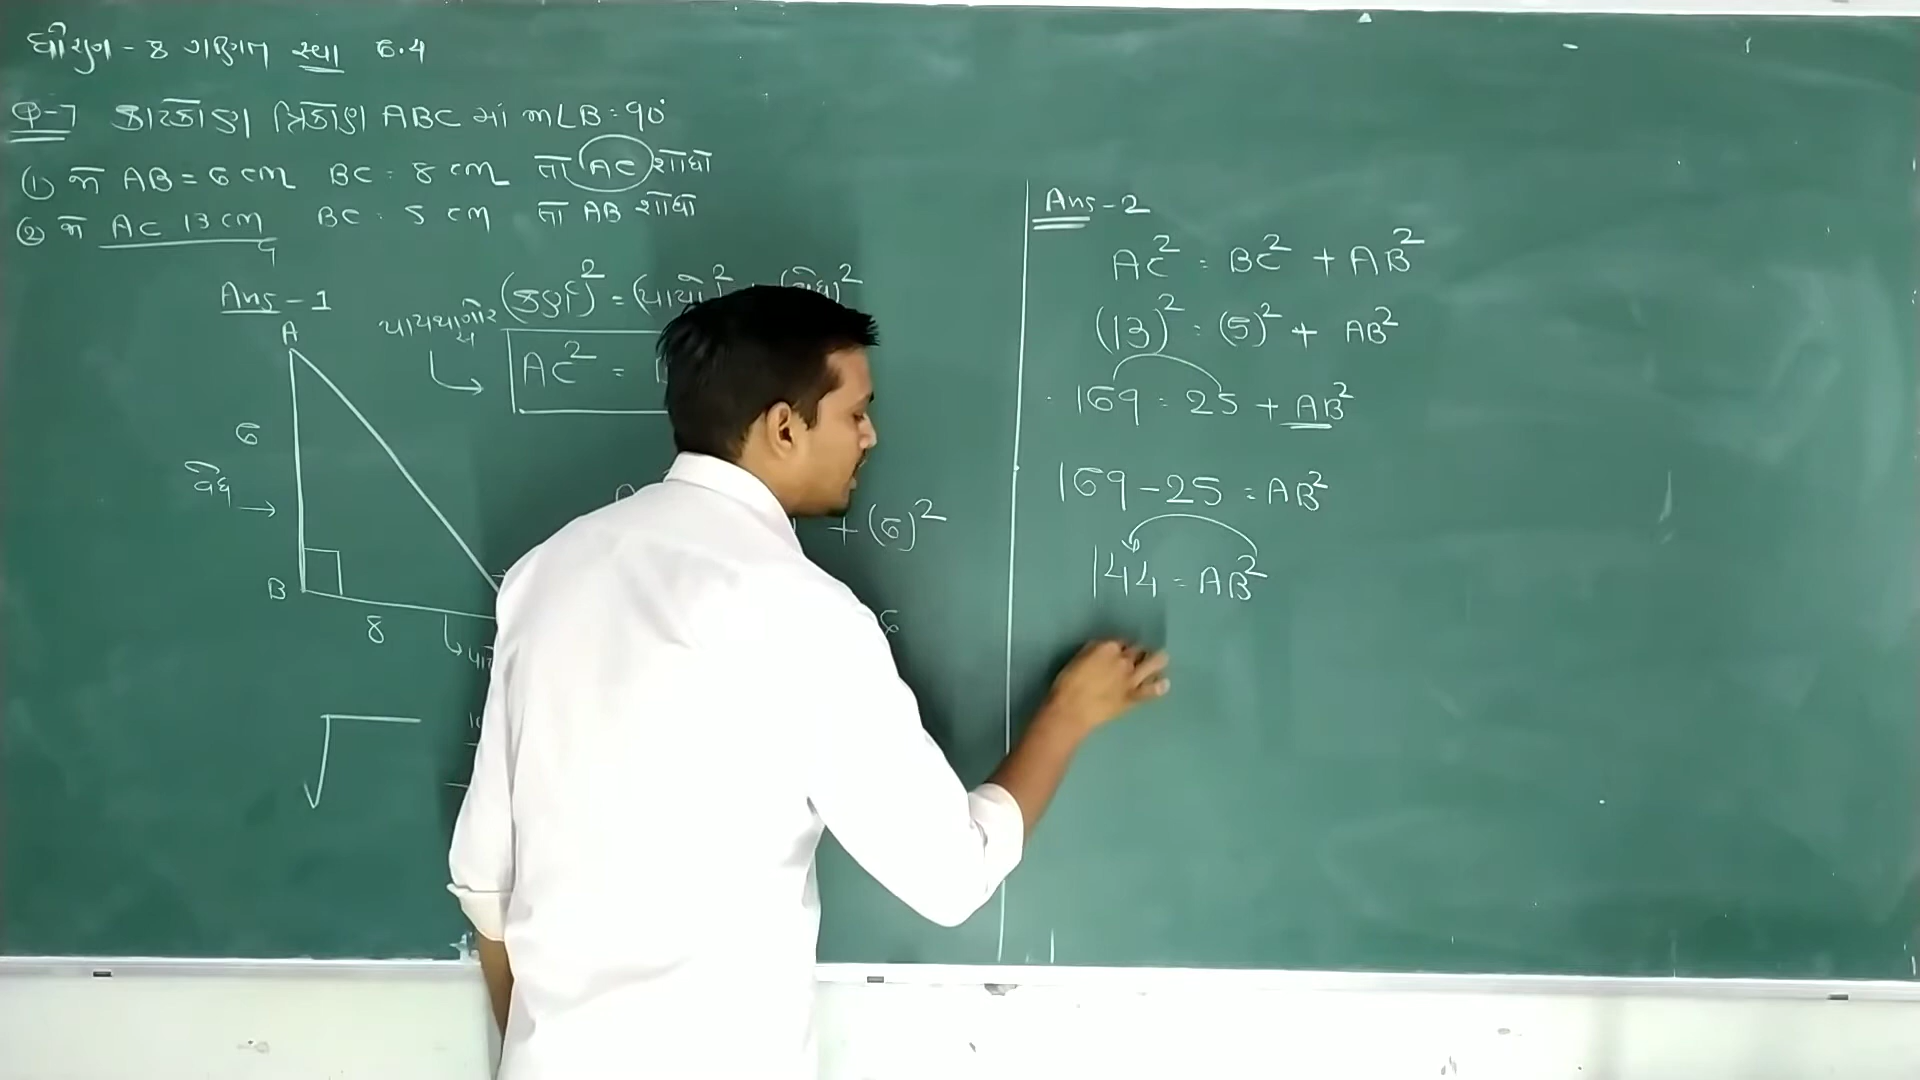 ધોરણ - 8 ગણિત સ્વા 6.4
Q-7 કાટકોણ ત્રિકોણ ABC માં m∠B = 90°
① જો AB = 6 cm BC = 8 cm તો AC શોધો
② જો AC 13 cm BC = 5 cm તો AB શોધો
Ans - 1
(કર્ણ)² = (પાયો)² (વેધ)²
AC² =
A
6
વેધ →
B
8
+ (6)²
Ans - 2
AC² = BC² + AB²
(13)² = (5)² + AB²
169 = 25 + AB²
169 - 25 = AB²
144 = AB²